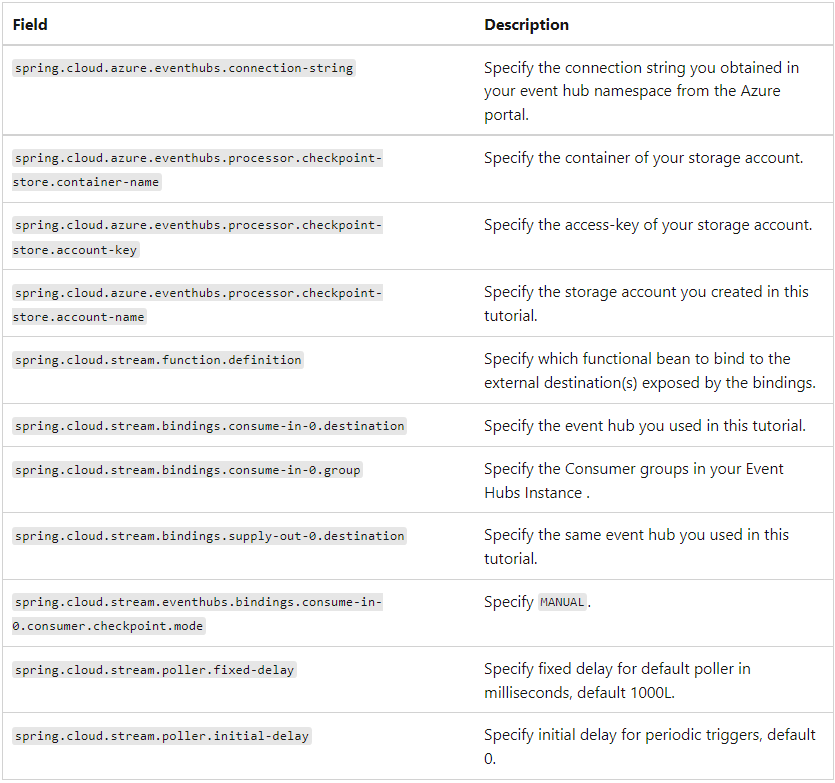 Field Description
spring.cloud.azure.eventhubs.connection-string Specify the connection string you obtained in
your event hub namespace from the Azure
portal.
spring.cloud.azure.eventhubs.processor.checkpoint- Specify the container of your storage account.
store.container-name
spring.cloud.azure.eventhubs.processor.checkpoint- Specify the access-key of your storage account.
store.account-key
spring.cloud.azure.eventhubs.processor.checkpoint- Specify the storage account you created in this
store.account-name tutorial.
spring.cloud.stream.function.definition Specify which functional bean to bind to the
external destination(s) exposed by the bindings.
spring.cloud.stream.bindings.consume-in-0.destination Specify the event hub you used in this tutorial.
spring.cloud.stream.bindings.consume-in-0.group Specify the Consumer groups in your Event
Hubs Instance .
spring.cloud.stream.bindings.supply-out-0.destination Specify the same event hub you used in this
tutorial.
spring.cloud.stream.eventhubs.bindings.consume-in- Specify MANUAL.
0.consumer.checkpoint.mode
spring.cloud.stream.poller.fixed-delay Specify fixed delay for default poller in
milliseconds, default 1000L.
spring.cloud.stream.poller.initial-delay Specify initial delay for periodic triggers, default
0.